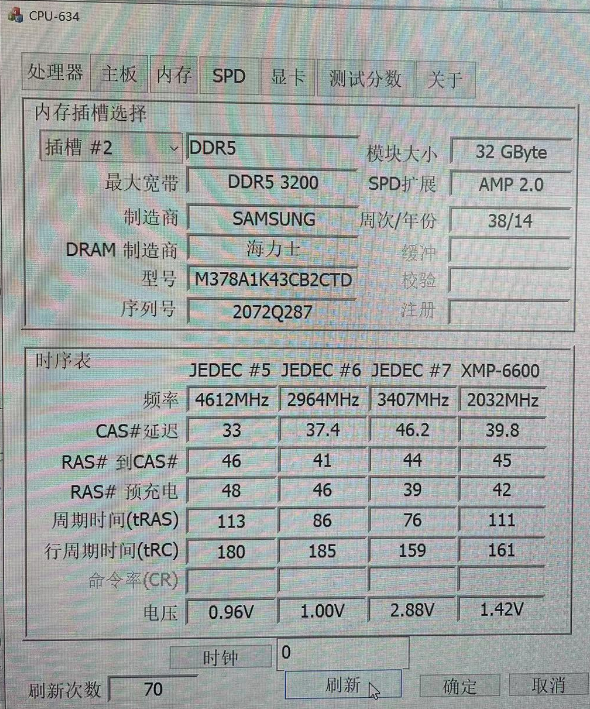 CPU-634
处理器 主板 内存 SPD 显卡 测试分数 关于
内存插槽选择
插槽 #2 DDR5 模块大小 32 GByte
最大宽带 DDR5 3200 SPD扩展 AMP 2.0
制造商 SAMSUNG 周次/年份 38/14
DRAM 制造商 海力士 缓冲
型号 M378A1K43CB2CTD 校验
序列号 2072Q287 注册
时序表
JEDEC #5 JEDEC #6 JEDEC #7 XMP-6600
频率 4612MHz 2964MHz 3407MHz 2032MHz
CAS#延迟 33 37.4 46.2 39.8
RAS# 到CAS# 46 41 44 45
RAS# 预充电 48 46 39 42
周期时间(tRAS) 113 86 76 111
行周期时间(tRC) 180 185 159 161
命令率(CR)
电压 0.96V 1.00V 2.88V 1.42V
时钟 0
刷新次数 70 刷新 确定 取消